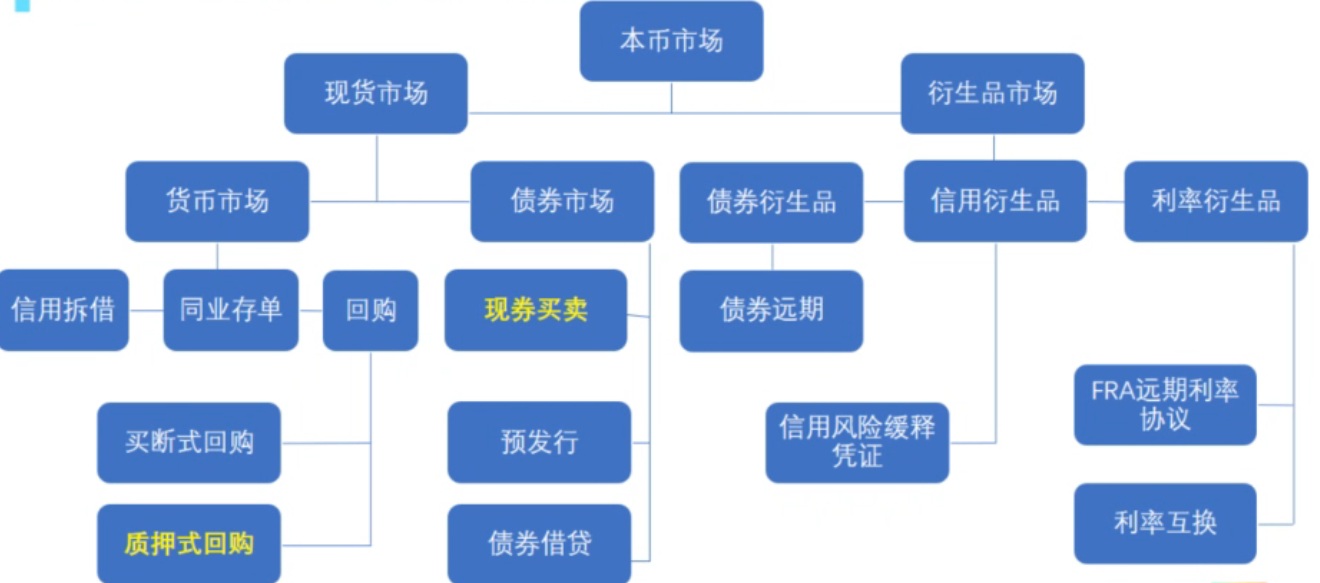 本币市场
现货市场
衍生品市场
货币市场
债券市场
债券衍生品
信用衍生品
利率衍生品
信用拆借
同业存单
回购
现券买卖
债券远期
FRA远期利率
协议
买断式回购
预发行
信用风险缓释
凭证
质押式回购
债券借贷
利率互换